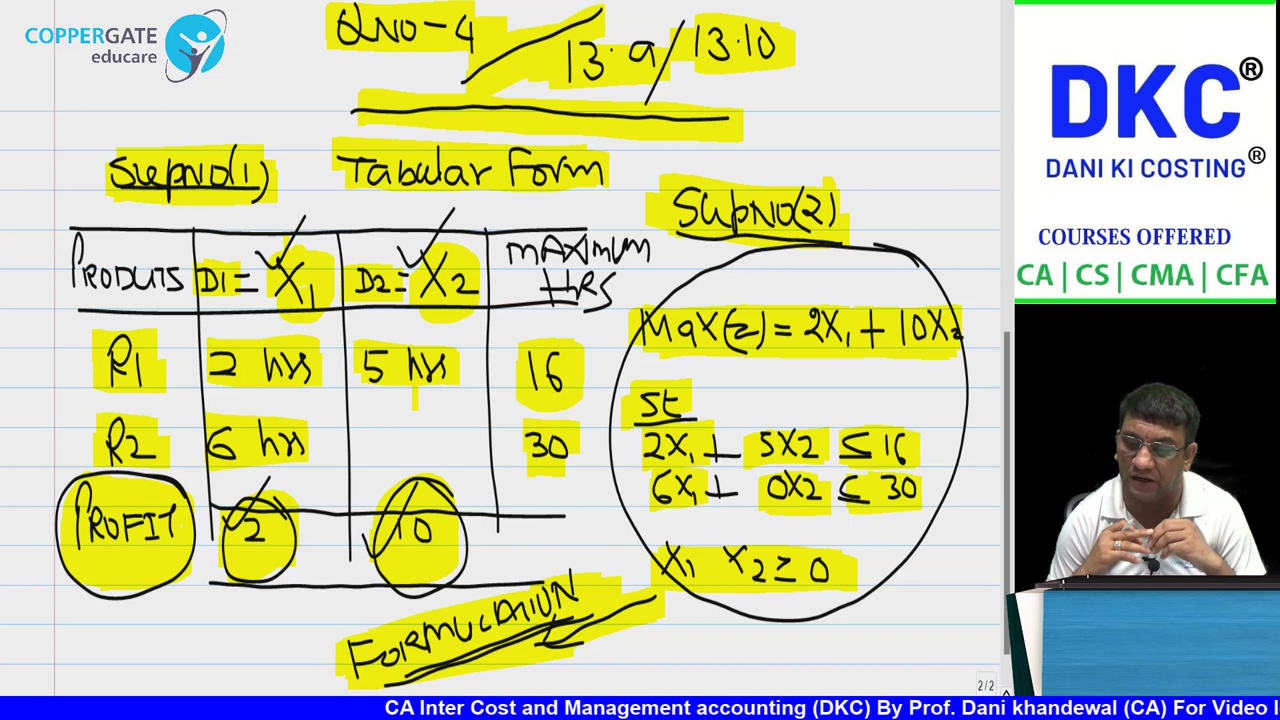 COPPERGATE
educare
QNO-4
13.9/13.10
StepNo(1) Tabular Form
StepNo(2)
PRODUTS D1 = X1 D2 = X2 MAXIMUM HRS
R1 2 hrs 5 hrs 16
R2 6 hrs 30
PROFIT 2 10
Max(z) = 2X1 + 10X2
St
2X1 + 5X2 ≤ 16
6X1 + 0X2 ≤ 30
X1 X2 ≥ 0
FORMULATION
2/2
DKC®
DANI KI COSTING®
COURSES OFFERED
CA | CS | CMA | CFA
CA Inter Cost and Management accounting (DKC) By Prof. Dani khandewal (CA) For Video l